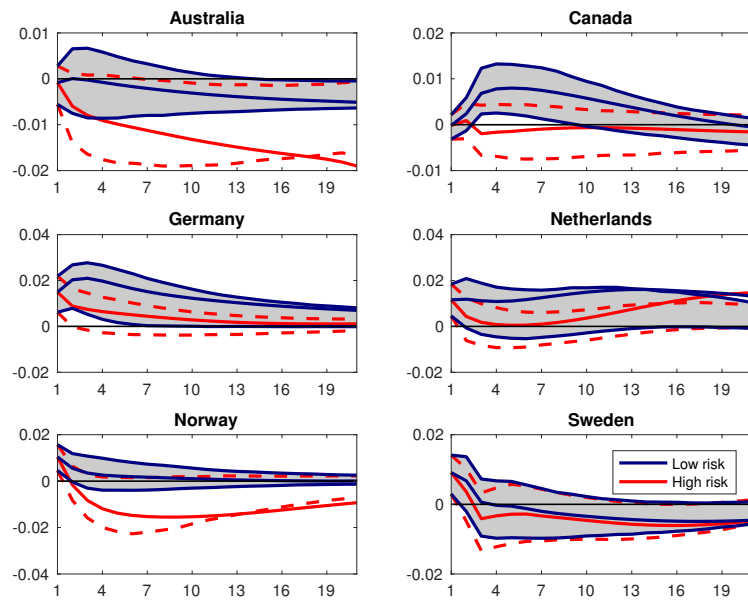 Australia
0.01
0
-0.01
-0.02
1 4 7 10 13 16 19
Canada
0.02
0.01
0
0.01
1 4 7 10 13 16 19
Germany
0.04
0.02
0
-0.02
1 4 7 10 13 16 19
Netherlands
0.04
0.02
0
-0.02
1 4 7 10 13 16 19
Norway
0.02
0
-0.02
-0.04
1 4 7 10 13 16 19
Sweden
0.02
0
0.02
1 4 7 10 13 16 19
Low risk
High risk